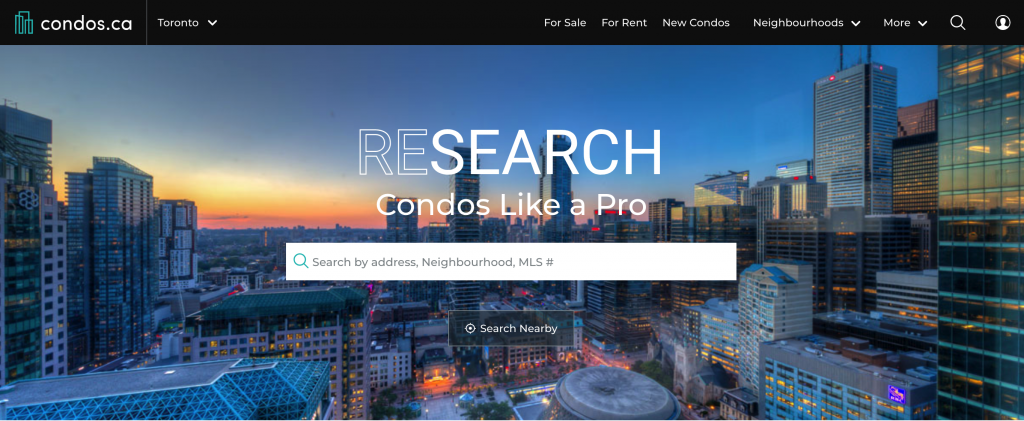 condos.ca
Toronto
For Sale
For Rent
New Condos
Neighbourhoods
More
RESEARCH
Condos Like a Pro
Search by address, Neighbourhood, MLS #
Search Nearby